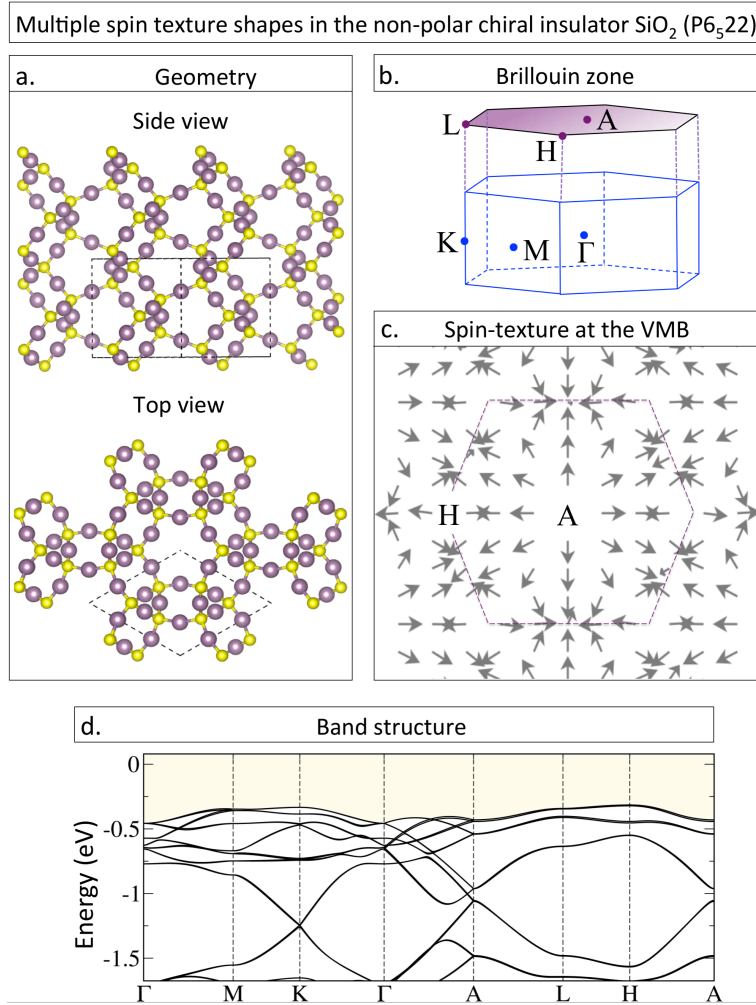 Multiple spin texture shapes in the non-polar chiral insulator SiO₂ (P6₅22)
a. Geometry
Side view
Top view
b. Brillouin zone
L
A
H
K
M
Γ
c. Spin-texture at the VMB
H
A
d. Band structure
Energy (eV)
0
-0.5
-1
-1.5
Γ M K Γ A L H A